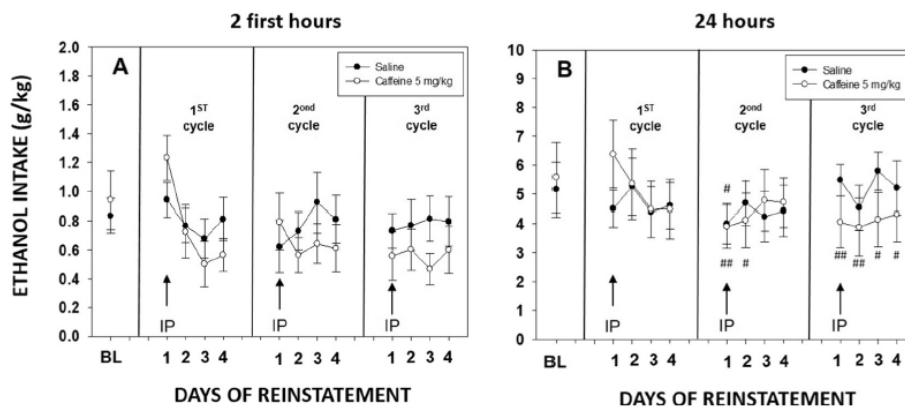 2 first hours
24 hours
ETHANOL INTAKE (g/kg)
2.0
1.8
1.6
1.4
1.2
1.0
0.8
0.6
0.4
0.2
0.0
A
Saline
Caffeine 5 mg/kg
1ST
cycle
2ond
cycle
3rd
cycle
IP
IP
IP
BL
1 2 3 4
1 2 3 4
1 2 3 4
DAYS OF REINSTATEMENT
10
9
8
7
6
5
4
3
2
1
0
B
Saline
Caffeine 5 mg/kg
1ST
cycle
2ond
cycle
3rd
cycle
#
## #
## ## # #
IP
IP
IP
BL
1 2 3 4
1 2 3 4
1 2 3 4
DAYS OF REINSTATEMENT